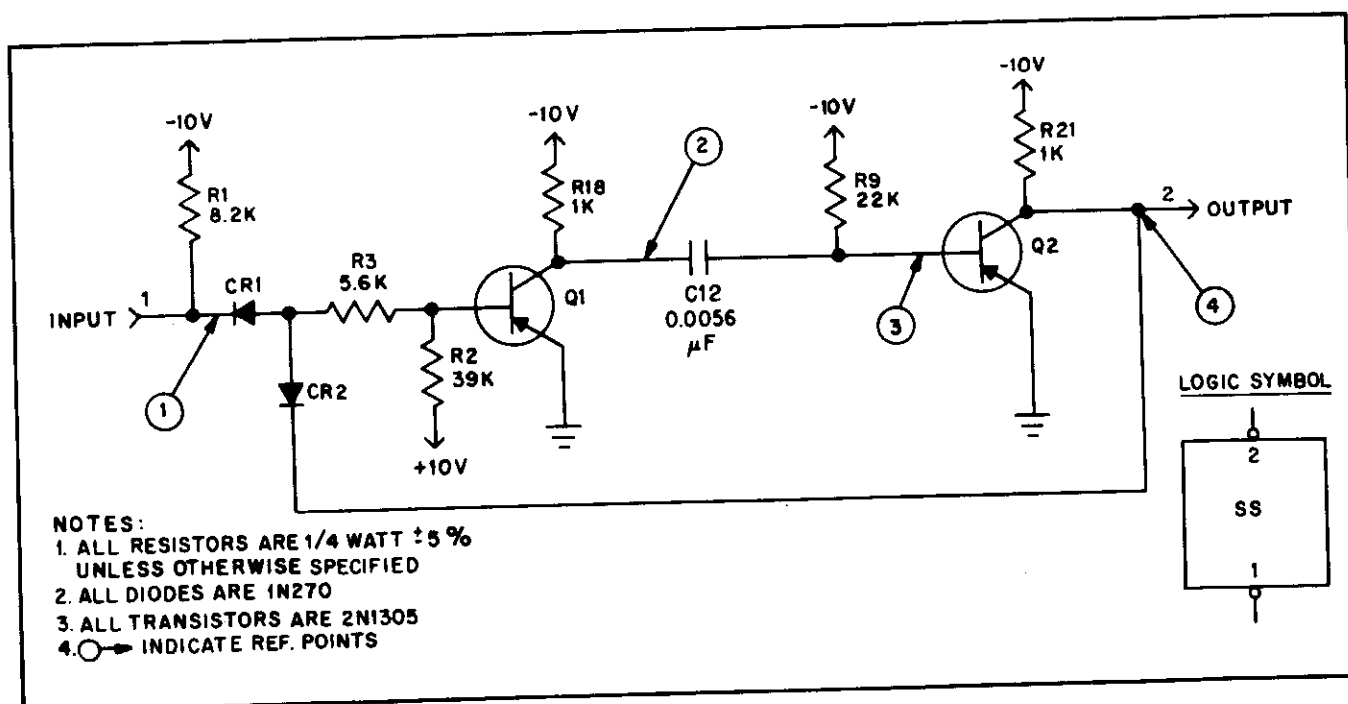 -10V
R1
8.2K
INPUT
1
CR1
1
R3
5.6K
CR2
R2
39K
+10V
-10V
R18
1K
Q1
2
C12
0.0056
µF
-10V
R9
22K
3
-10V
R21
1K
Q2
2
OUTPUT
4
LOGIC SYMBOL
2
SS
1
NOTES:
1. ALL RESISTORS ARE 1/4 WATT ±5%
UNLESS OTHERWISE SPECIFIED
2. ALL DIODES ARE 1N270
3. ALL TRANSISTORS ARE 2N1305
4. INDICATE REF. POINTS